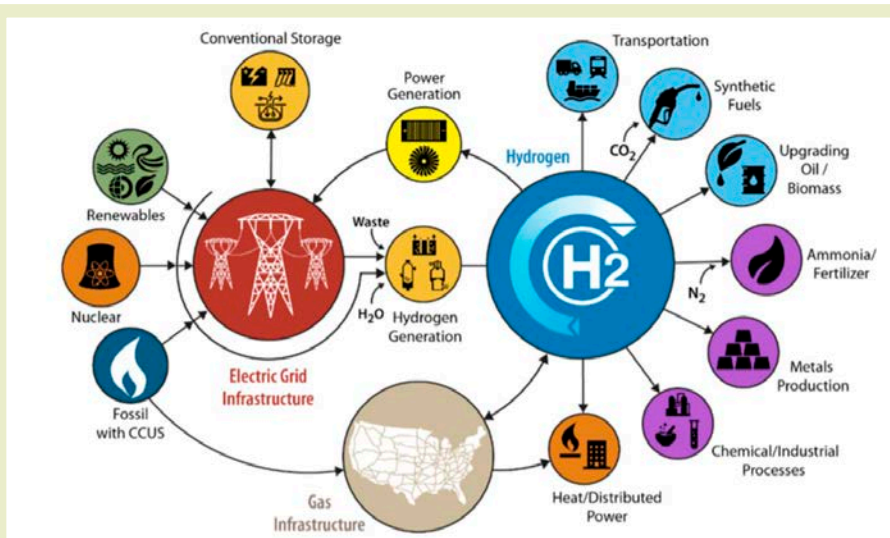 Conventional Storage
Transportation
Power
Generation
Synthetic
Fuels
Hydrogen
CO2
Upgrading
Oil /
Biomass
Renewables
Waste
H2
Ammonia/
Fertilizer
N2
Nuclear
H2O
Hydrogen
Generation
Electric Grid
Infrastructure
Metals
Production
Fossil
with CCUS
Chemical/Industrial
Processes
Gas
Infrastructure
Heat/Distributed
Power